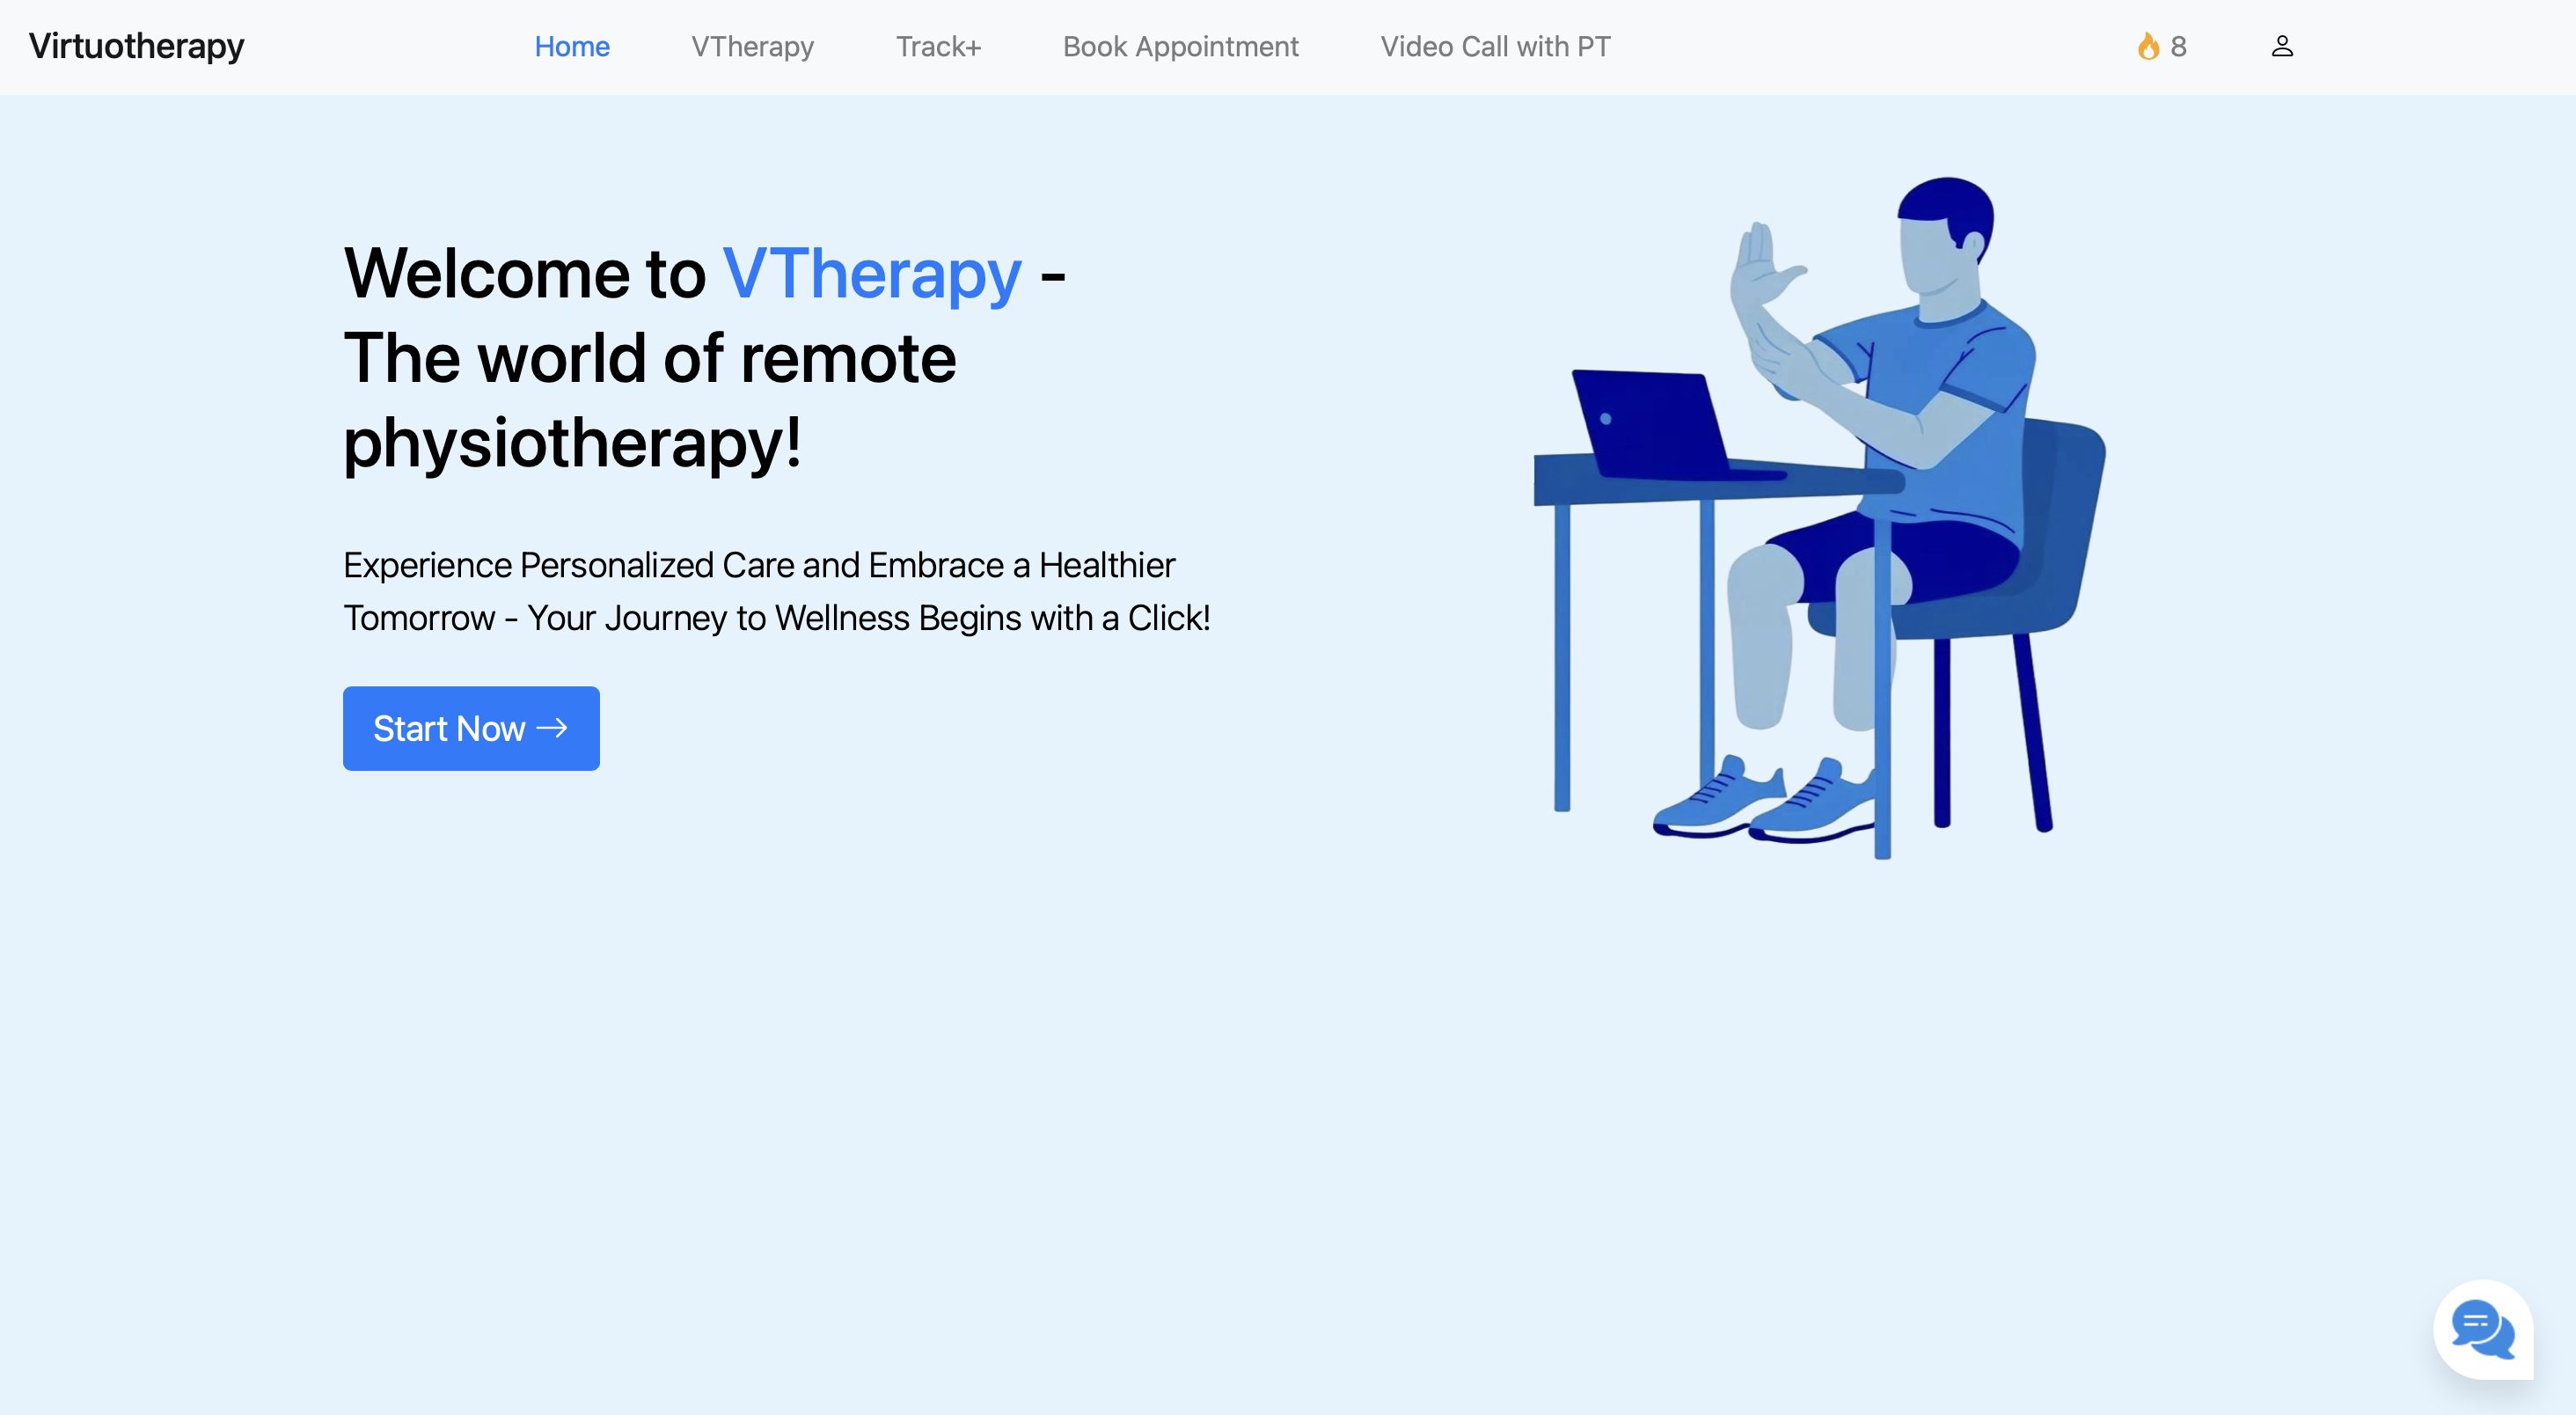 Virtuotherapy
Home
VTherapy
Track+
Book Appointment
Video Call with PT
8
Welcome to VTherapy -
The world of remote
physiotherapy!
Experience Personalized Care and Embrace a Healthier
Tomorrow - Your Journey to Wellness Begins with a Click!
Start Now →